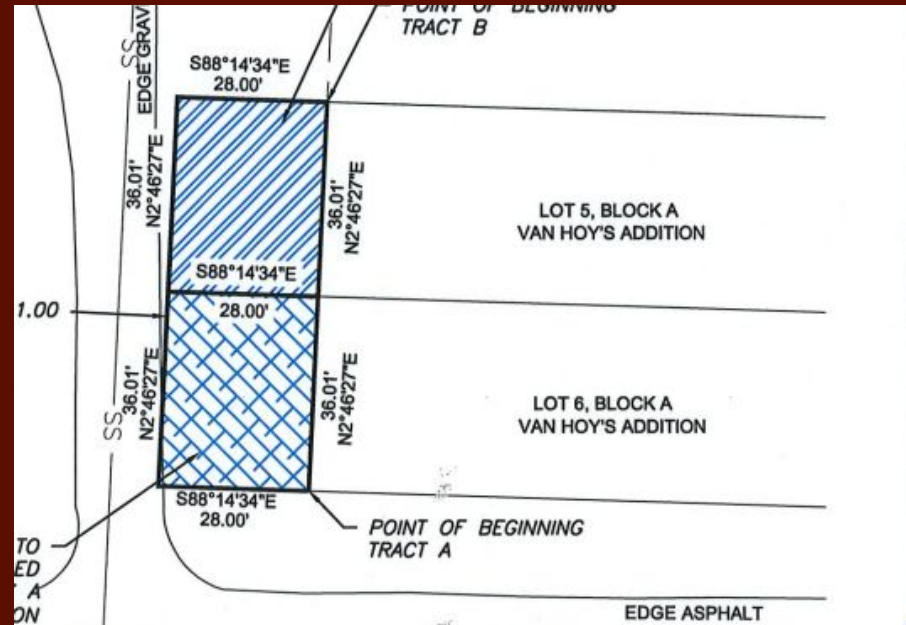 POINT OF BEGINNING
TRACT B
EDGE GRAV
SS
S88°14'34"E
28.00'
36.01'
N2°46'27"E
36.01'
N2°46'27"E
LOT 5, BLOCK A
VAN HOY'S ADDITION
S88°14'34"E
28.00'
1.00
36.01'
N2°46'27"E
36.01'
N2°46'27"E
LOT 6, BLOCK A
VAN HOY'S ADDITION
SS
S88°14'34"E
28.00'
POINT OF BEGINNING
TRACT A
TO
ED
A
ON
EDGE ASPHALT